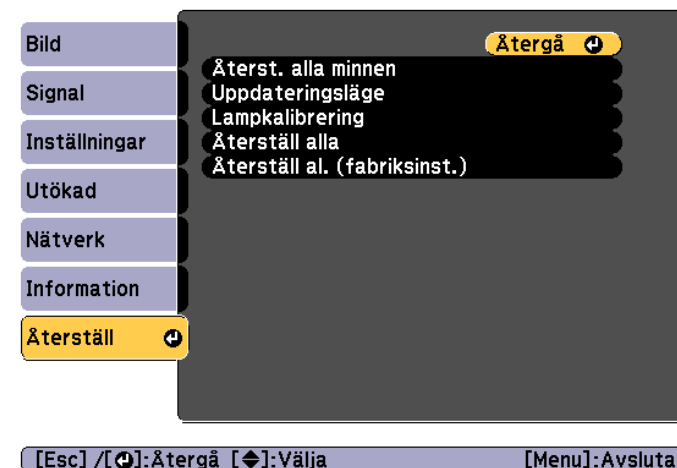 Bild
Signal
Inställningar
Utökad
Nätverk
Information
Återställ
Återgå
Återst. alla minnen
Uppdateringsläge
Lampkalibrering
Återställ alla
Återställ al. (fabriksinst.)
[Esc] /[⏎]:Återgå [◆]:Välja [Menu]:Avsluta